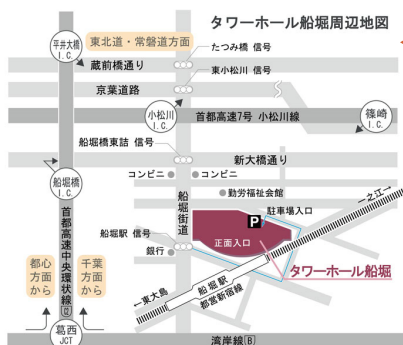 タワーホール船堀周辺地図
平井大橋
I.C.
東北道・常磐道方面
たつみ橋 信号
蔵前橋通り
東小松川 信号
京葉道路
小松川
I.C.
首都高速7号 小松川線
篠崎
I.C.
船堀橋東詰 信号
新大橋通り
コンビニ
コンビニ
船堀橋
I.C.
船堀街道
勤労福祉会館
一之江→
駐車場入口
P
首都高速中央環状線
C2
船堀駅 信号
正面入口
銀行
タワーホール船堀
都心
方面
から
千葉
方面
から
船堀駅
都営新宿線
←東大島
葛西
JCT
湾岸線B